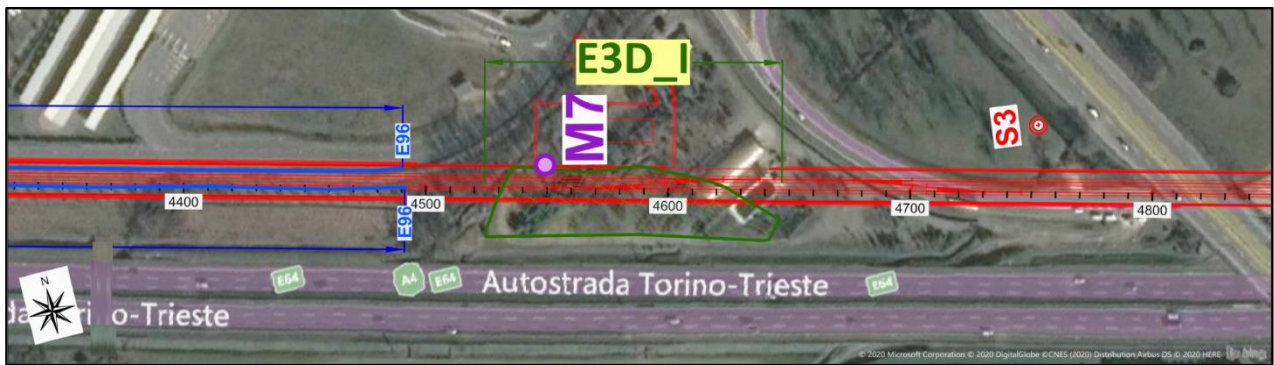 E3D_I
M7
S3
E96
4400
4500
4600
4700
4800
E96
E64
A4
E64
Autostrada Torino-Trieste
E64
N
o-Trieste
© 2020 Microsoft Corporation © 2020 DigitalGlobe ©CNES (2020) Distribution Airbus DS © 2020 HERE
bing